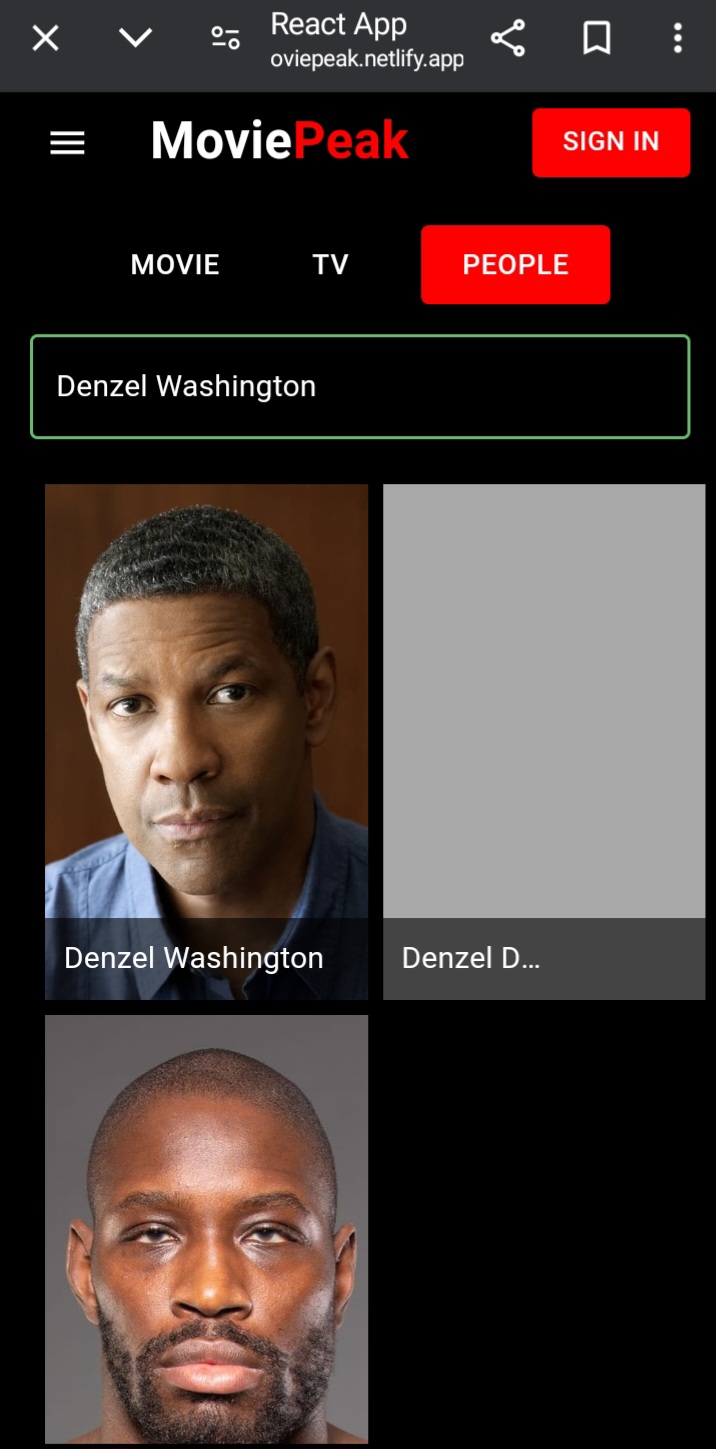 React App
oviepeak.netlify.app
MoviePeak
SIGN IN
MOVIE
TV
PEOPLE
Denzel Washington
Denzel Washington
Denzel D...